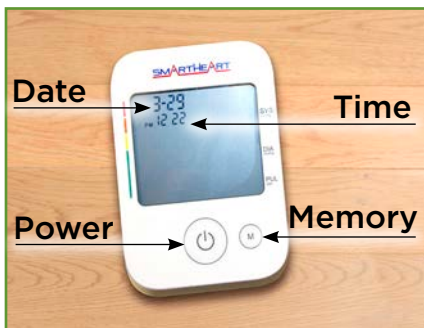 SMARTHEART
Date
3-29
Time
PM 12:22
SYS
DIA
PUL
Power
Memory
M